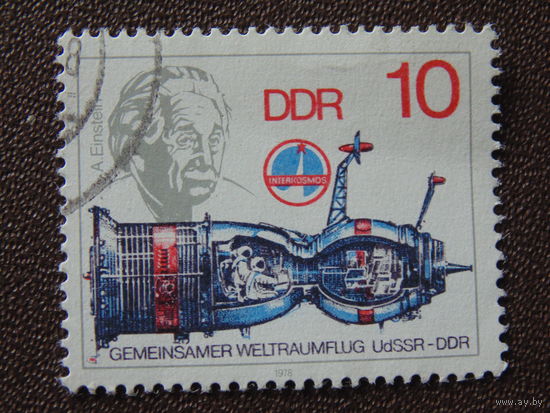 DDR 10
A.Einstein
INTERKOSMOS
GEMEINSAMER WELTRAUMFLUG UdSSR-DDR
1978
www.ay.by